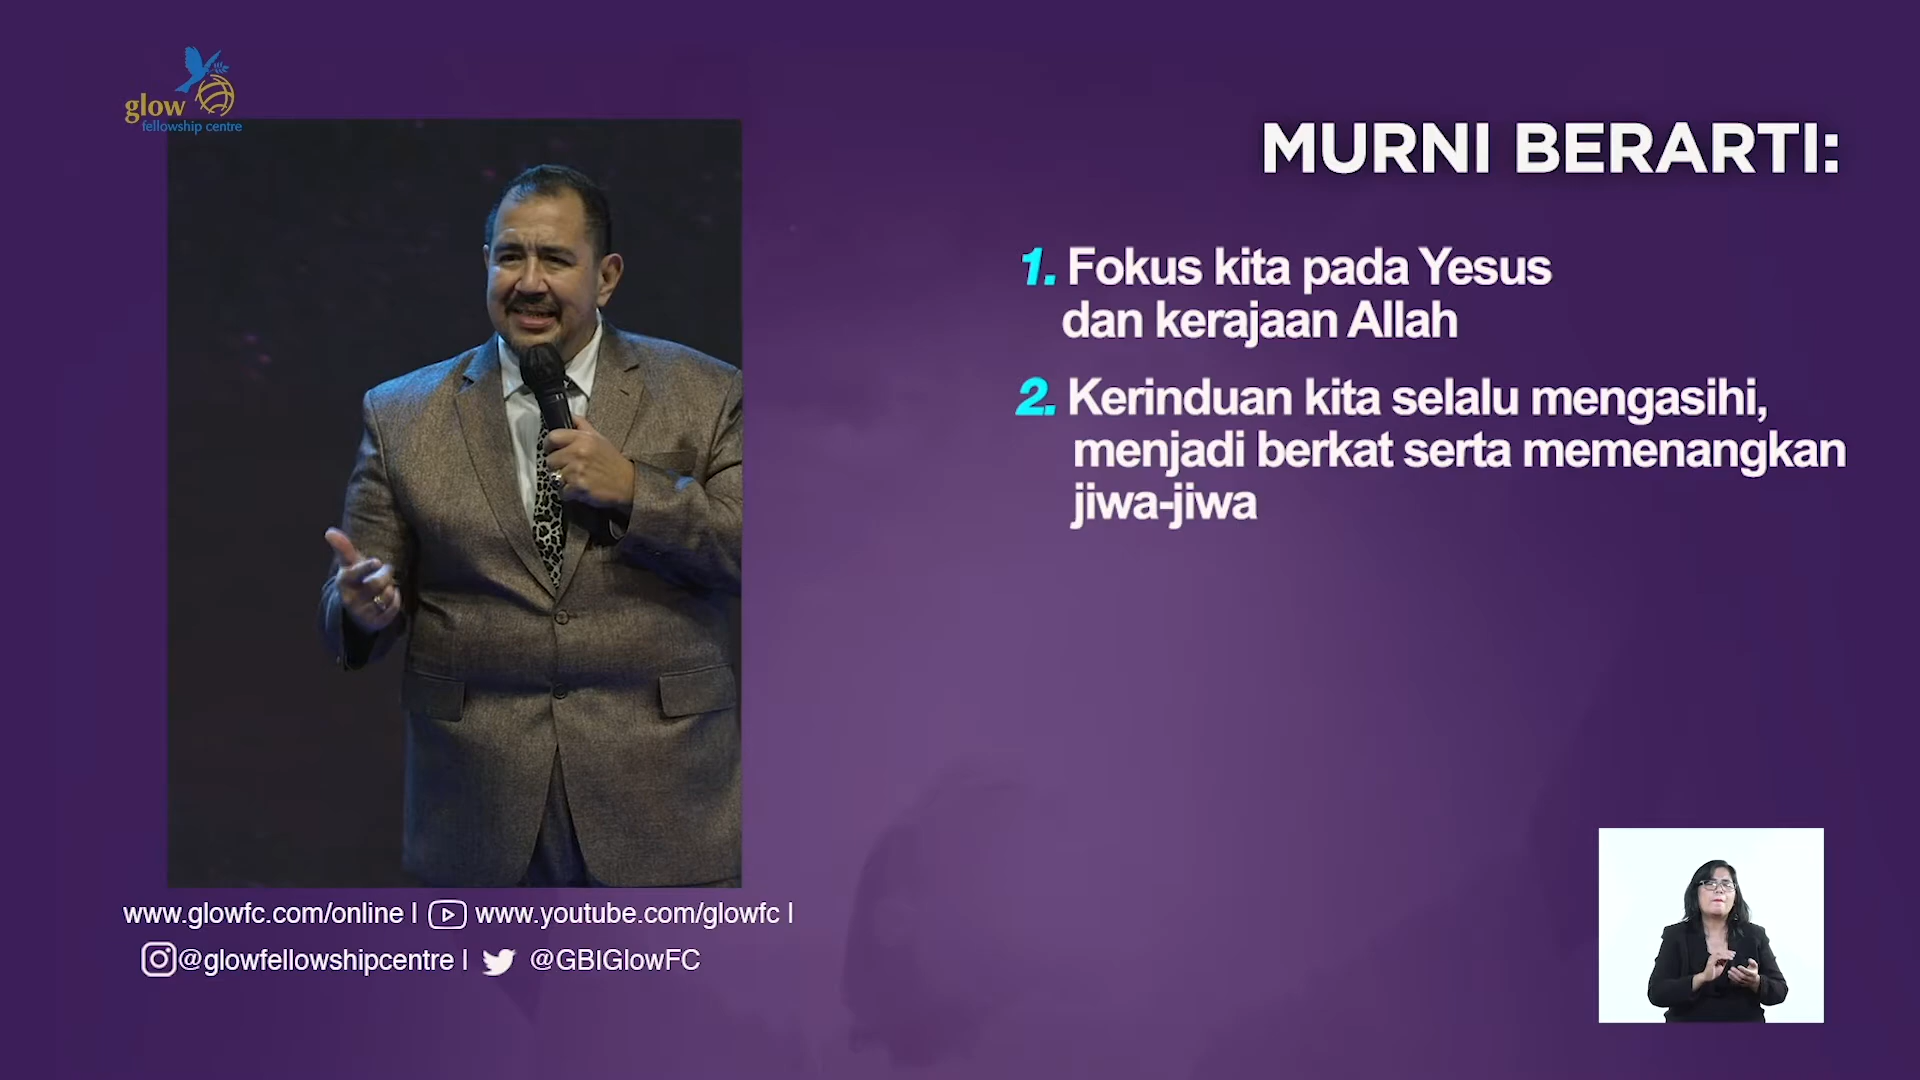 glow
fellowship centre
MURNI BERARTI:
1. Fokus kita pada Yesus
dan kerajaan Allah
2. Kerinduan kita selalu mengasihi,
menjadi berkat serta memenangkan
jiwa-jiwa
www.glowfc.com/online | www.youtube.com/glowfc |
@glowfellowshipcentre | @GBIGlowFC